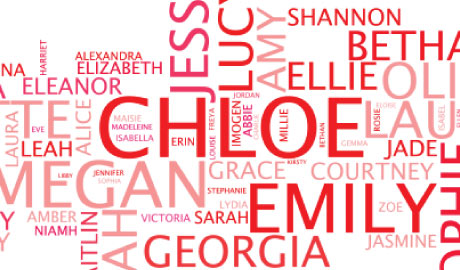 SHANNON
JESS
LUCY
AMY
BETHA
HARRIET
ALEXANDRA
NA
ELIZABETH
ELLIE
OLI
A
ELEANOR
JORDAN
TTE
ALICE
MAISIE
CHLOE
IMOGEN
ABBIE
MILLIE
BETHAN
ROSIE
ISABEL
LAURA
EVE
MADELEINE
ISABELLA
FREYA
LAU
LEAH
ERIN
LOUISE
GEMMA
JADE
KIRSTY
MEGAN
LIBBY
JENNIFER
SOPHIA
GRACE
COURTNEY
STEPHANIE
LYDIA
EMILY
ZOE
OPHIE
Y
AMBER
NIAMH
AITLIN
AH
VICTORIA
SARAH
JASMINE
GEORGIA